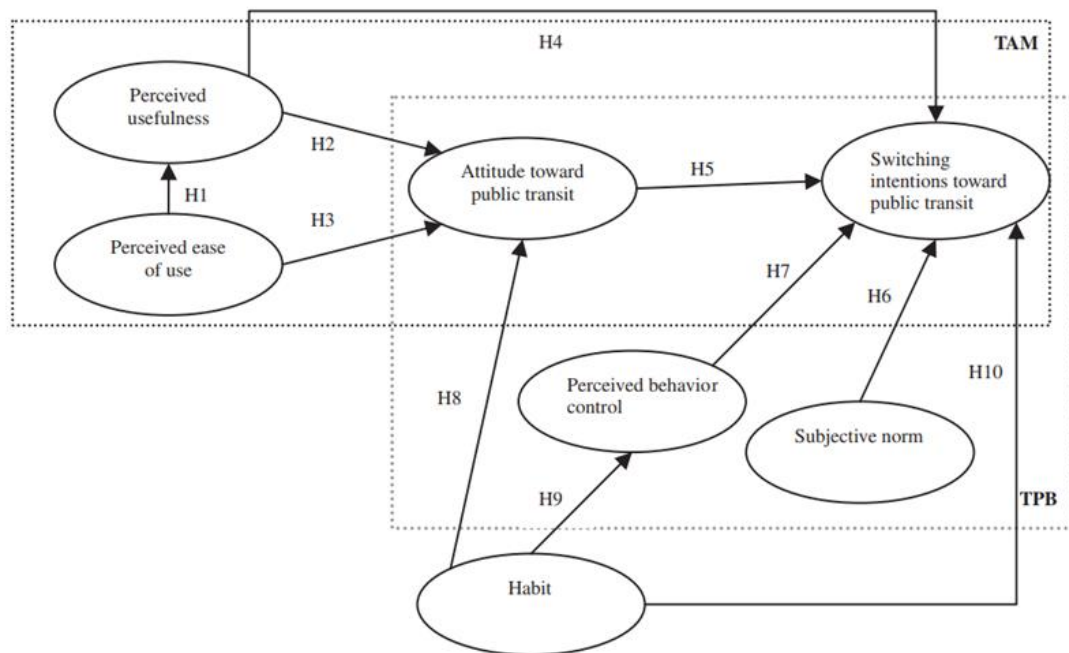 H4
TAM
Perceived
usefulness
H2
Attitude toward
public transit
H5
Switching
intentions toward
public transit
H1
H3
Perceived ease
of use
H7
H6
H10
H8
Perceived behavior
control
Subjective norm
H9
TPB
Habit